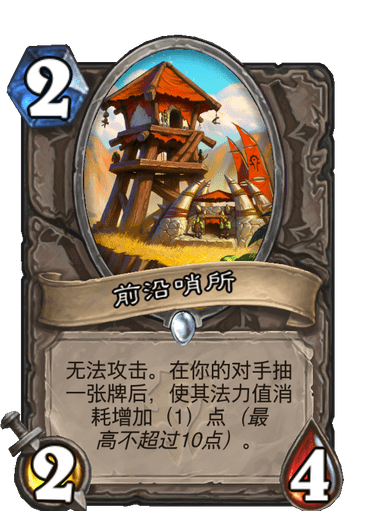 2
前沿哨所
无法攻击。在你的对手抽
一张牌后，使其法力值消
耗增加（1）点（最
高不超过10点）。
2
4